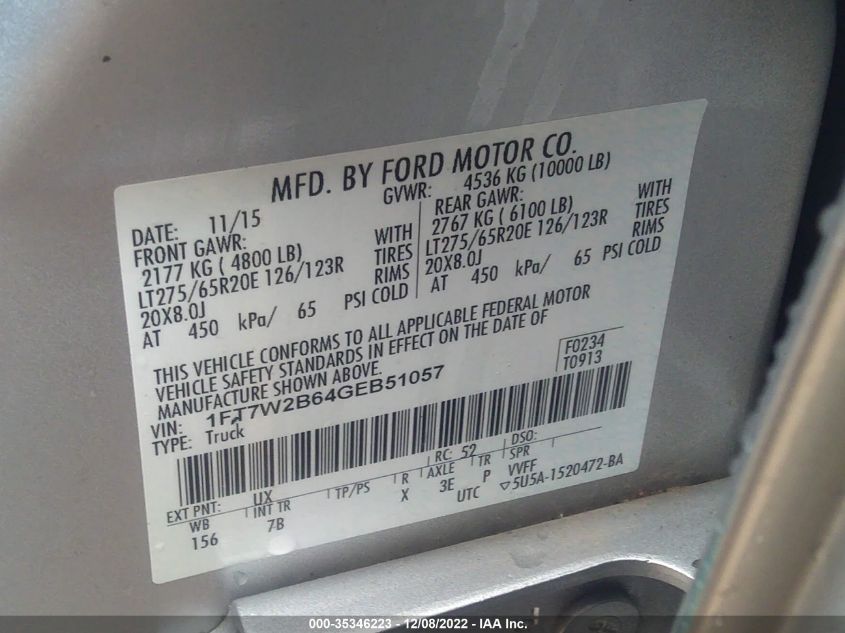 MFD. BY FORD MOTOR CO.
DATE: 11/15 GVWR: 4536 KG (10000 LB)
FRONT GAWR: REAR GAWR:
2177 KG ( 4800 LB) WITH 2767 KG ( 6100 LB) WITH
LT275/65R20E 126/123R TIRES LT275/65R20E 126/123R TIRES
20X8.0J RIMS 20X8.0J RIMS
AT 450 kPa/ 65 PSI COLD AT 450 kPa/ 65 PSI COLD
THIS VEHICLE CONFORMS TO ALL APPLICABLE FEDERAL MOTOR
VEHICLE SAFETY STANDARDS IN EFFECT ON THE DATE OF
MANUFACTURE SHOWN ABOVE.
F0234
VIN: 1FT7W2B64GEB51057 T0913
TYPE: Truck
EXT PNT: UX RC: 52 DSO:
WB INT TR TP/PS R AXLE TR SPR
156 7B X 3E P VVFF
UTC ▽5U5A-1520472-BA
000-35346223 - 12/08/2022 - IAA Inc.